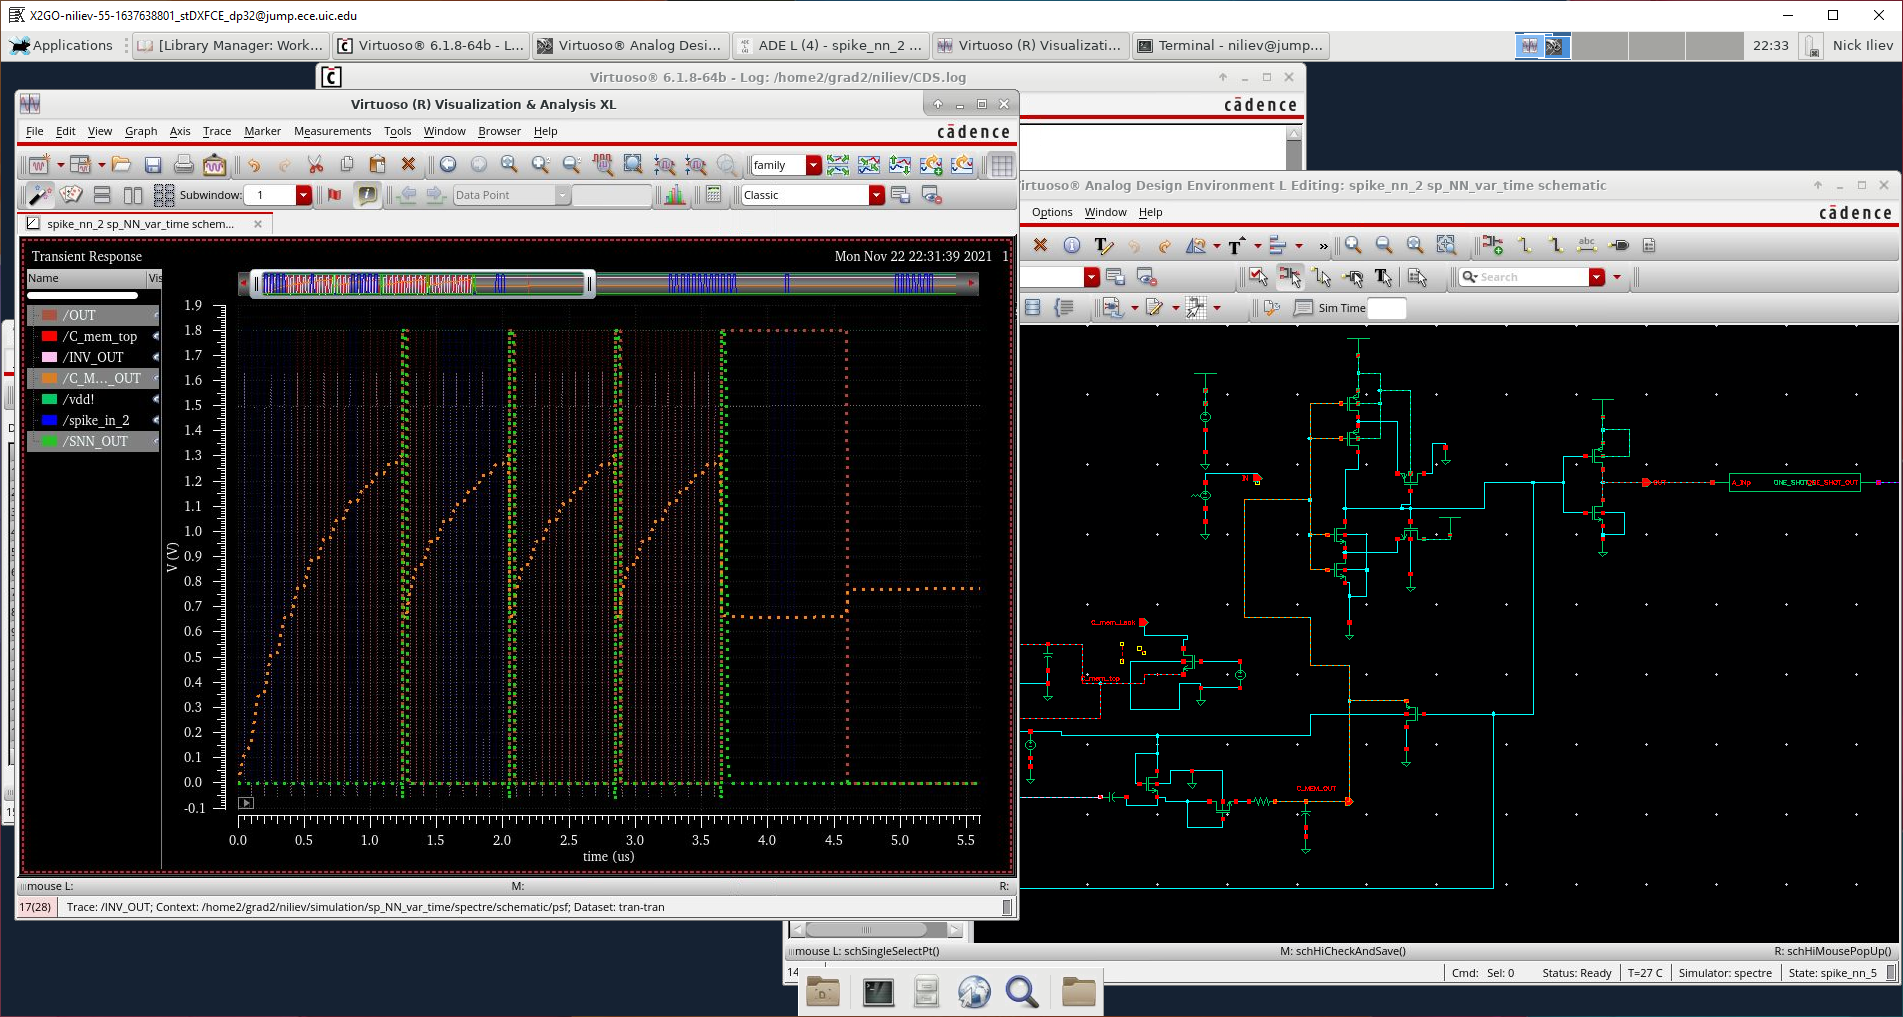 X2GO-niliev-55-1637638801_stDXFCE_dp32@jump.ece.uic.edu
Applications
[Library Manager: Work...
Virtuoso® 6.1.8-64b - L...
Virtuoso® Analog Desi...
ADE L (4) - spike_nn_2 ...
Virtuoso (R) Visualizati...
Terminal - niliev@jump...
22:33
Nick Iliev
Virtuoso® 6.1.8-64b - Log: /home2/grad2/niliev/CDS.log
cādence
Virtuoso (R) Visualization & Analysis XL
File Edit View Graph Axis Trace Marker Measurements Tools Window Browser Help
cādence
family
Subwindow: 1
Data Point
Classic
spike_nn_2 sp_NN_var_time schem...
Transient Response
Mon Nov 22 22:31:39 2021 1
Name Vis
/OUT
/C_mem_top
/INV_OUT
/C_M..._OUT
/vdd!
/spike_in_2
/SNN_OUT
V (V)
1.9
1.8
1.7
1.6
1.5
1.4
1.3
1.2
1.1
1.0
0.9
0.8
0.7
0.6
0.5
0.4
0.3
0.2
0.1
0.0
-0.1
0.0 0.5 1.0 1.5 2.0 2.5 3.0 3.5 4.0 4.5 5.0 5.5
time (us)
mouse L: M: R:
17(28) Trace: /INV_OUT; Context: /home2/grad2/niliev/simulation/sp_NN_var_time/spectre/schematic/psf; Dataset: tran-tran
irtuoso® Analog Design Environment L Editing: spike_nn_2 sp_NN_var_time schematic
Options Window Help
cādence
abc
Search
Sim Time
IN
OUT
A_INp
C_mem_Leak
C_mem_top
C_MEM_OUT
mouse L: schSingleSelectPt()
M: schHiCheckAndSave()
R: schHiMousePopUp()
14
Cmd: Sel: 0 Status: Ready T=27 C Simulator: spectre State: spike_nn_5